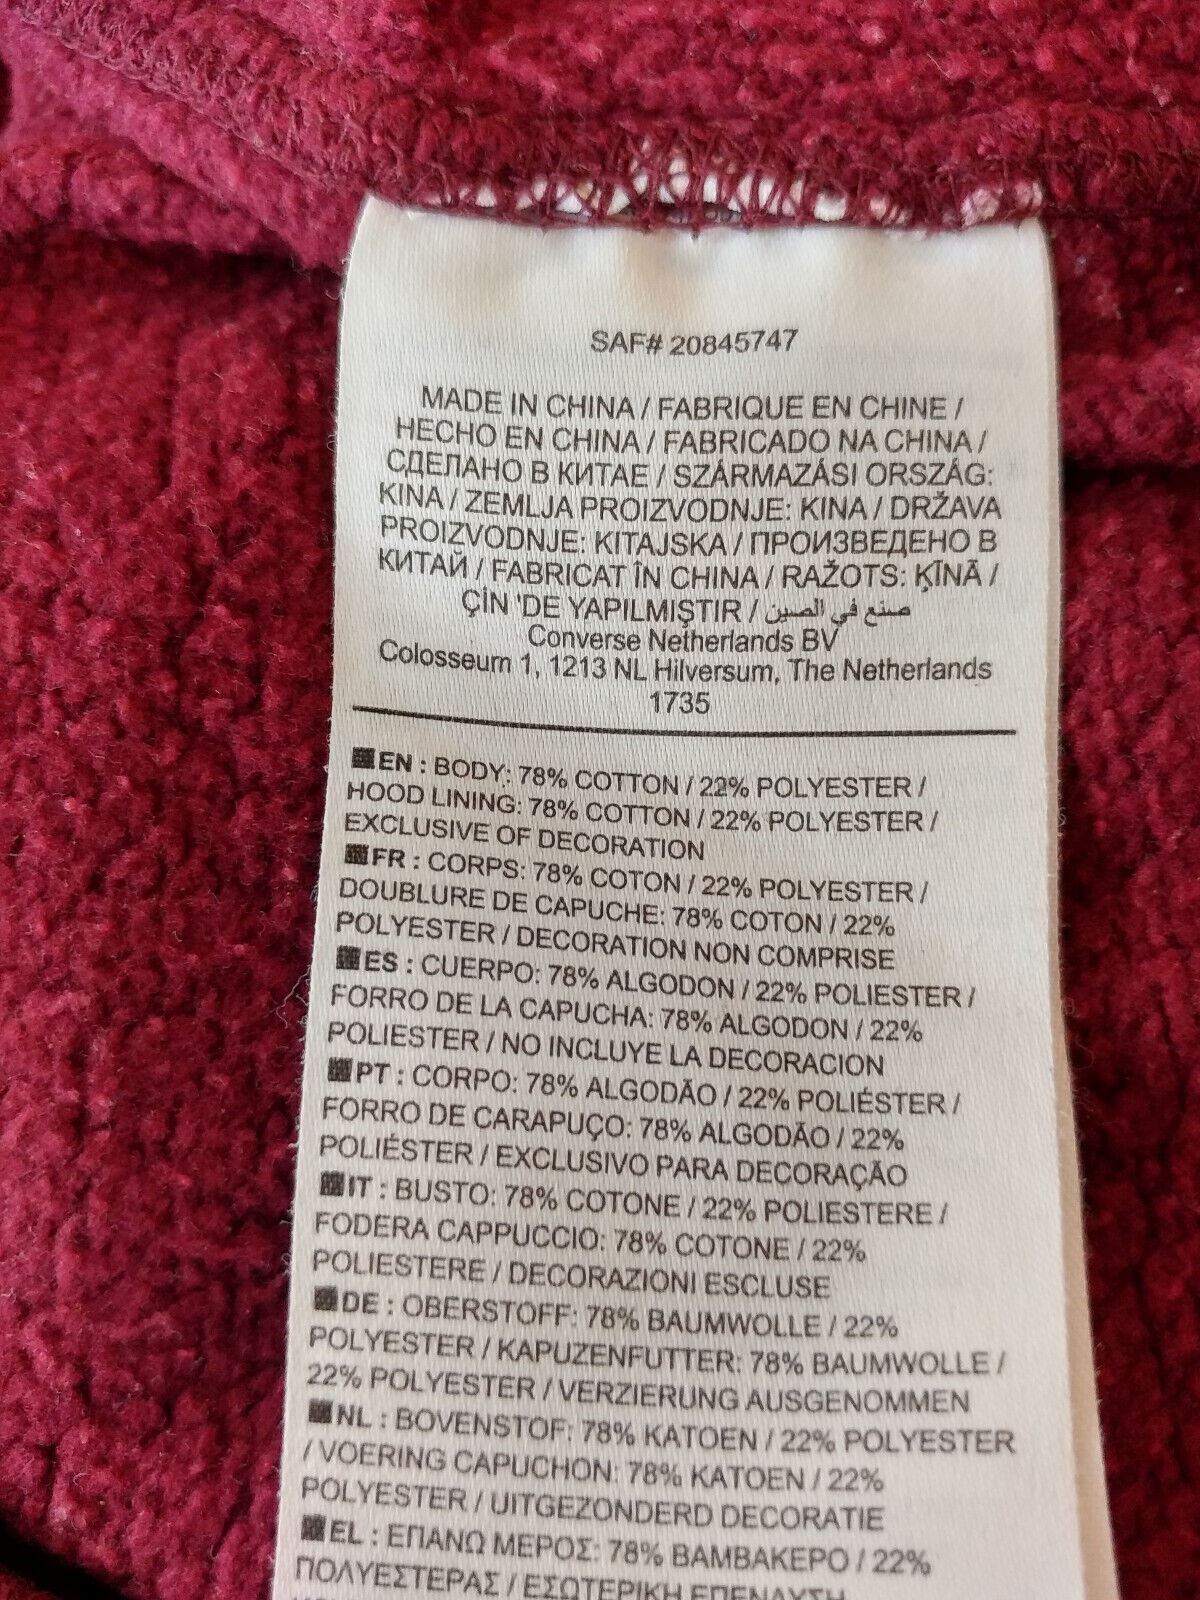 SAF# 20845747
MADE IN CHINA / FABRIQUE EN CHINE /
HECHO EN CHINA / FABRICADO NA CHINA /
СДЕЛАНО В КИТАЕ / SZÁRMAZÁSI ORSZÁG:
KINA / ZEMLJA PROIZVODNJE: KINA / DRŽAVA
PROIZVODNJE: KITAJSKA / ПРОИЗВЕДЕНО В
КИТАЙ / FABRICAT ÎN CHINA / RAŽOTS: ĶĪNĀ /
ÇİN 'DE YAPILMIŞTIR / صنع في الصين
Converse Netherlands BV
Colosseum 1, 1213 NL Hilversum, The Netherlands
1735
EN : BODY: 78% COTTON / 22% POLYESTER /
HOOD LINING: 78% COTTON / 22% POLYESTER /
EXCLUSIVE OF DECORATION
FR : CORPS: 78% COTON / 22% POLYESTER /
DOUBLURE DE CAPUCHE: 78% COTON / 22%
POLYESTER / DECORATION NON COMPRISE
ES : CUERPO: 78% ALGODON / 22% POLIESTER /
FORRO DE LA CAPUCHA: 78% ALGODON / 22%
POLIESTER / NO INCLUYE LA DECORACION
PT : CORPO: 78% ALGODÃO / 22% POLIÉSTER /
FORRO DE CARAPUÇO: 78% ALGODÃO / 22%
POLIÉSTER / EXCLUSIVO PARA DECORAÇÃO
IT : BUSTO: 78% COTONE / 22% POLIESTERE /
FODERA CAPPUCCIO: 78% COTONE / 22%
POLIESTERE / DECORAZIONI ESCLUSE
DE : OBERSTOFF: 78% BAUMWOLLE / 22%
POLYESTER / KAPUZENFUTTER: 78% BAUMWOLLE /
22% POLYESTER / VERZIERUNG AUSGENOMMEN
NL : BOVENSTOF: 78% KATOEN / 22% POLYESTER
/ VOERING CAPUCHON: 78% KATOEN / 22%
POLYESTER / UITGEZONDERD DECORATIE
EL : ΕΠΑΝΩ ΜΕΡΟΣ: 78% ΒΑΜΒΑΚΕΡΟ / 22%
ΠΟΛΥΕΣΤΕΡΑΣ / ΕΣΩΤΕΡΙΚΗ ΕΠΕΝΔΥΣΗ